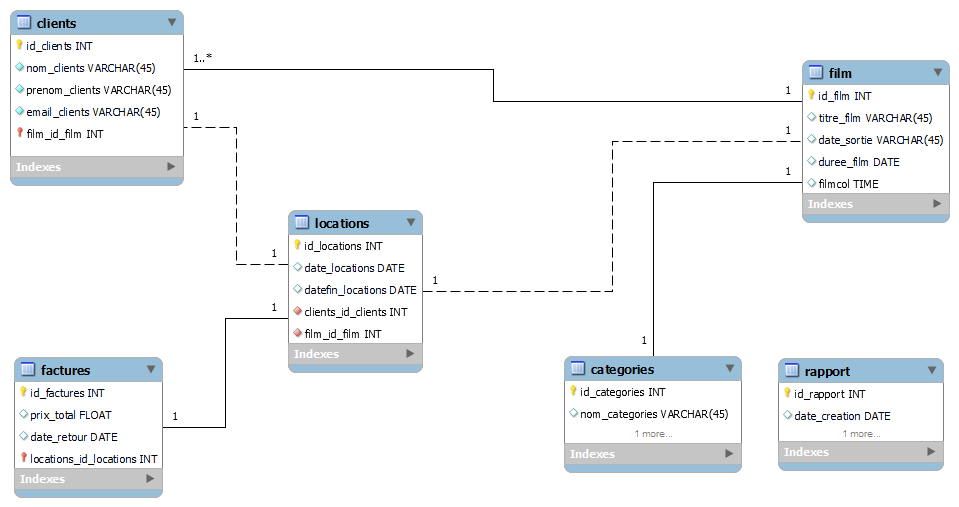 clients
id_clients INT
nom_clients VARCHAR(45)
prenom_clients VARCHAR(45)
email_clients VARCHAR(45)
film_id_film INT
Indexes
1..*
1
film
id_film INT
titre_film VARCHAR(45)
date_sortie VARCHAR(45)
duree_film DATE
filmcol TIME
Indexes
1
1
1
1
locations
id_locations INT
date_locations DATE
datefin_locations DATE
clients_id_clients INT
film_id_film INT
Indexes
1
1
1
factures
id_factures INT
prix_total FLOAT
date_retour DATE
locations_id_locations INT
Indexes
1
1
categories
id_categories INT
nom_categories VARCHAR(45)
1 more...
Indexes
rapport
id_rapport INT
date_creation DATE
1 more...
Indexes